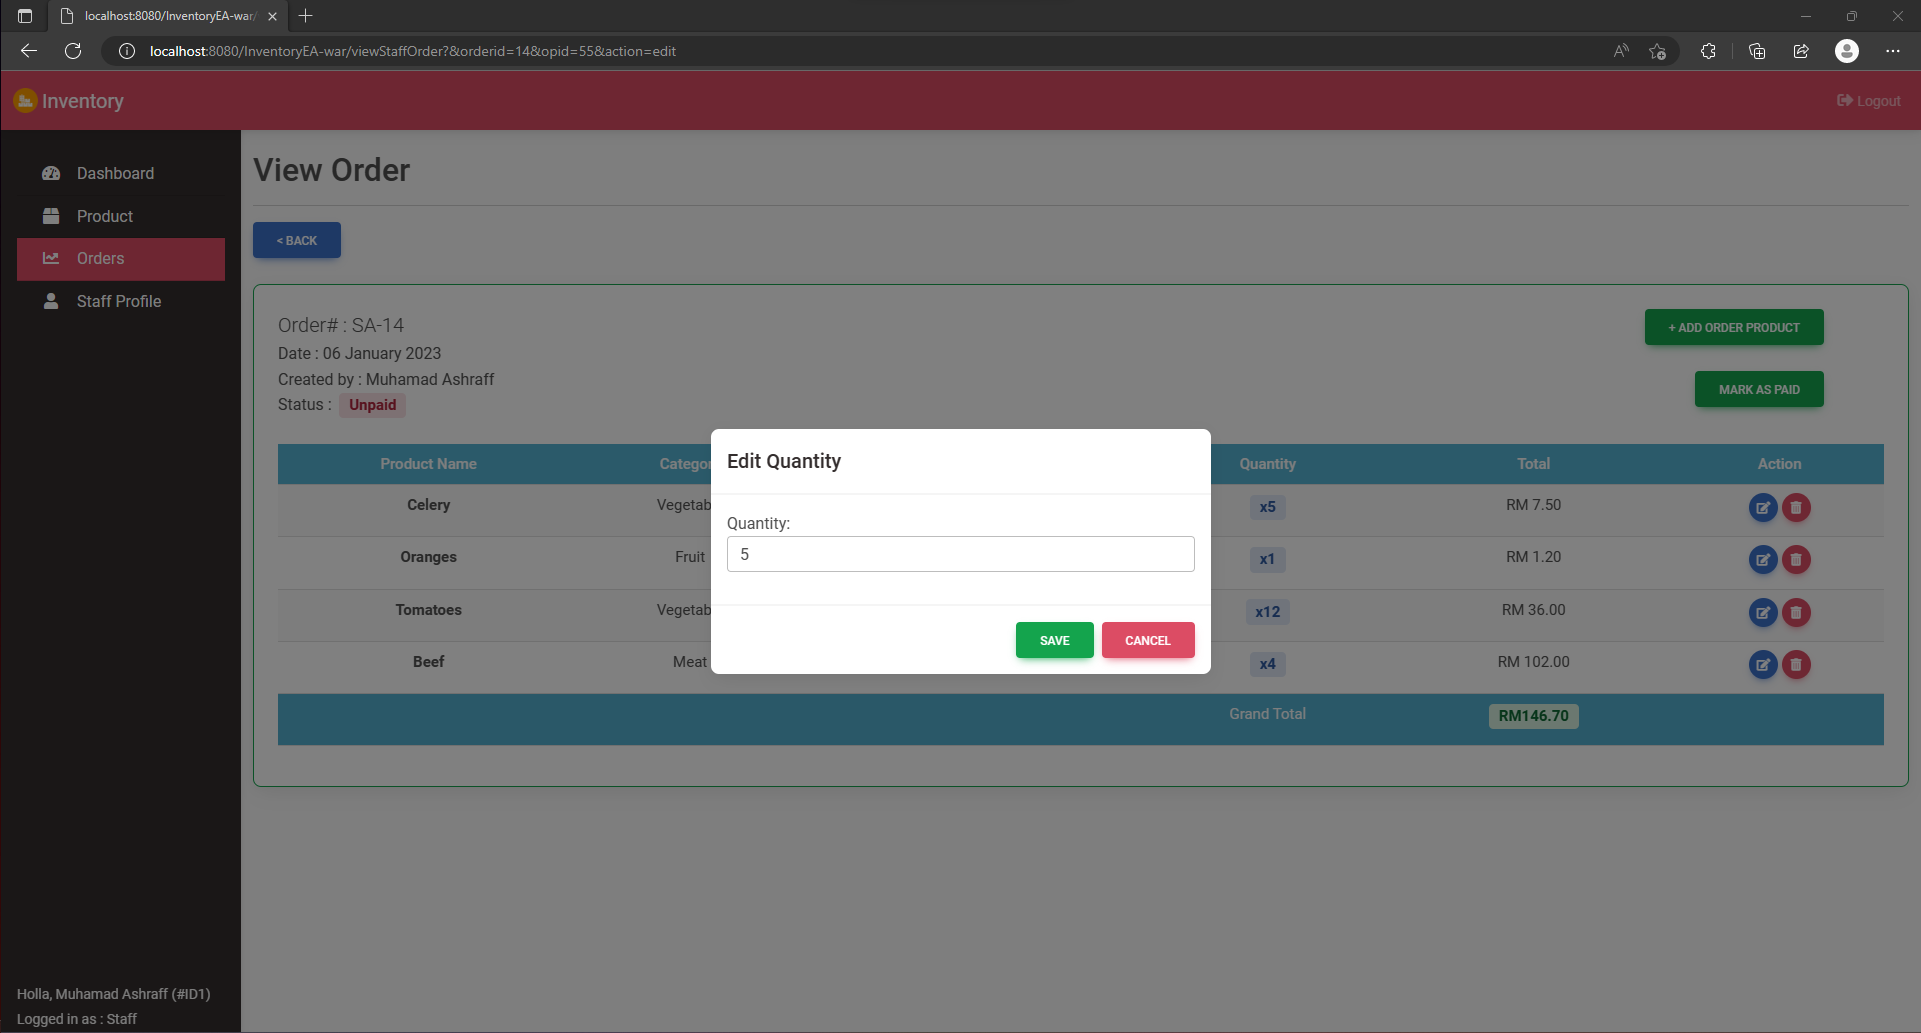 localhost:8080/InventoryEA-war/
localhost:8080/InventoryEA-war/viewStaffOrder?&orderid=14&opid=55&action=edit
Inventory
Logout
Dashboard
Product
Orders
Staff Profile
View Order
< BACK
Order# : SA-14
Date : 06 January 2023
Created by : Muhamad Ashraff
Status : Unpaid
+ ADD ORDER PRODUCT
MARK AS PAID
Product Name Categor Quantity Total Action
Celery Vegetab x5 RM 7.50
Oranges Fruit x1 RM 1.20
Tomatoes Vegetab x12 RM 36.00
Beef Meat x4 RM 102.00
Grand Total RM146.70
Edit Quantity
Quantity:
5
SAVE CANCEL
Holla, Muhamad Ashraff (#ID1)
Logged in as : Staff